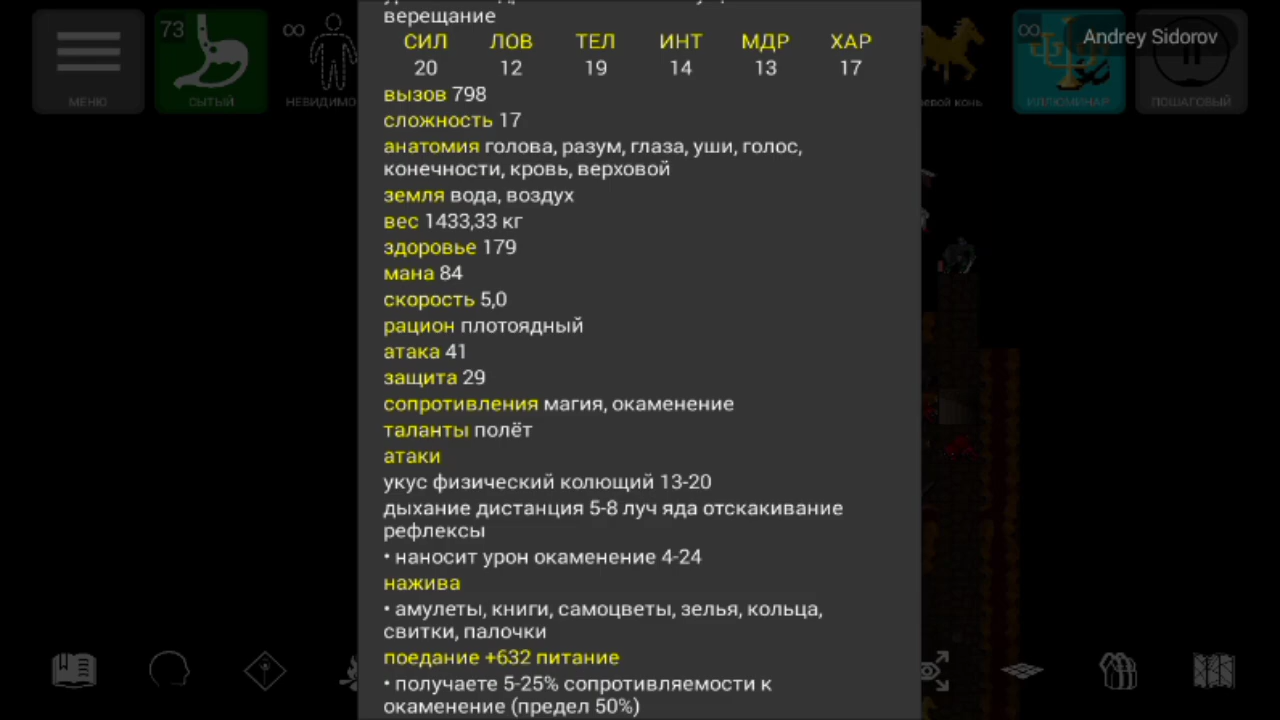 верещание
СИЛ ЛОВ ТЕЛ ИНТ МДР ХАР
20 12 19 14 13 17
вызов 798
сложность 17
анатомия голова, разум, глаза, уши, голос,
конечности, кровь, верховой
земля вода, воздух
вес 1433,33 кг
здоровье 179
мана 84
скорость 5,0
рацион плотоядный
атака 41
защита 29
сопротивления магия, окаменение
таланты полёт
атаки
укус физический колющий 13-20
дыхание дистанция 5-8 луч яда отскакивание
рефлексы
• наносит урон окаменение 4-24
нажива
• амулеты, книги, самоцветы, зелья, кольца,
свитки, палочки
поедание +632 питание
• получаете 5-25% сопротивляемости к
окаменение (предел 50%)
МЕНЮ
73
СЫТЫЙ
∞
НЕВИДИМО
евой конь
∞
ИЛЛЮМИНАР
Andrey Sidorov
ПОШАГОВЫЙ